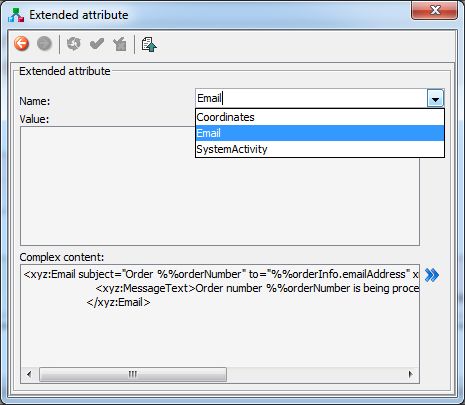 Extended attribute
Extended attribute
Name:
Email
Coordinates
Email
SystemActivity
Value:
Complex content:
<xyz:Email subject="Order %%orderNumber" to="%%orderInfo.emailAddress" x
<xyz:MessageText>Order number %%orderNumber is being proce
</xyz:Email>